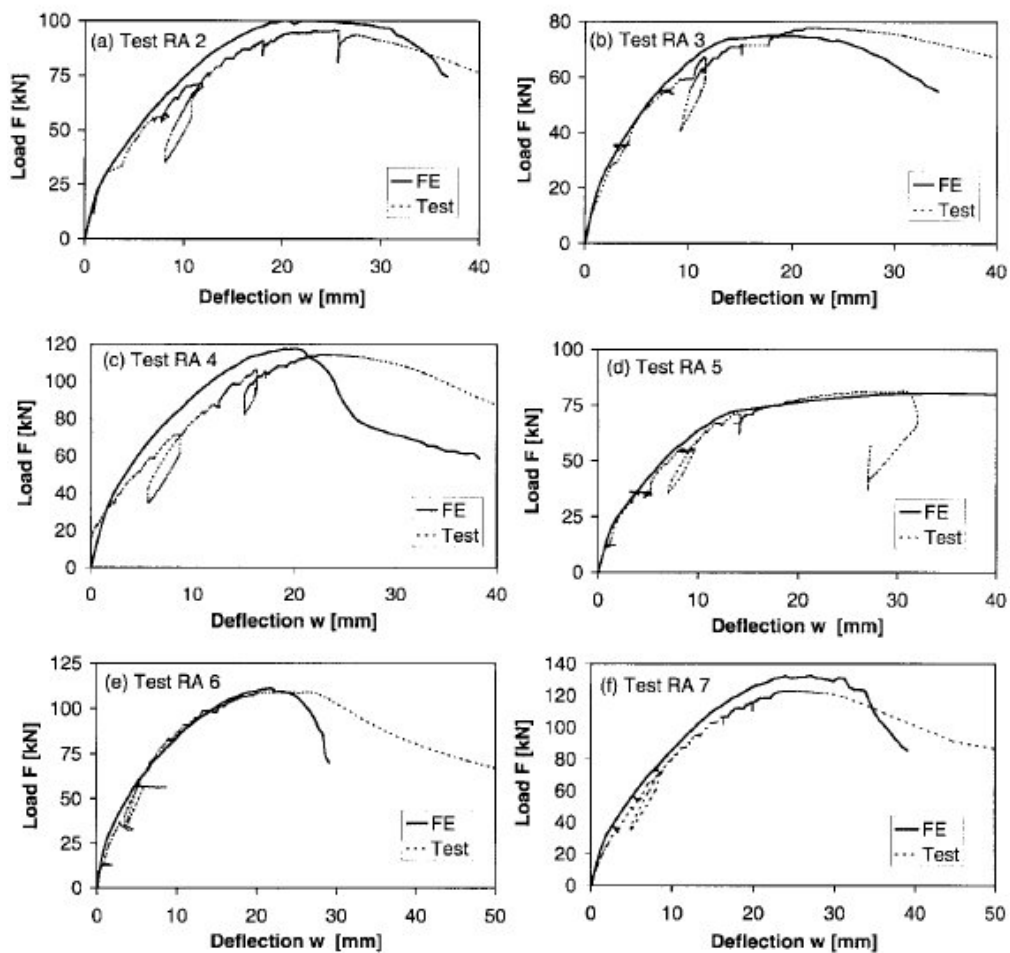 (a) Test RA 2
Load F [kN]
100
75
50
25
0
FE
Test
0 10 20 30 40
Deflection w [mm]
(b) Test RA 3
Load F [kN]
80
60
40
20
0
FE
Test
0 10 20 30 40
Deflection w [mm]
(c) Test RA 4
Load F [kN]
120
100
80
60
40
20
0
FE
Test
0 10 20 30 40
Deflection w [mm]
(d) Test RA 5
Load F [kN]
100
75
50
25
0
FE
Test
0 10 20 30 40
Deflection w [mm]
(e) Test RA 6
Load F [kN]
125
100
75
50
25
0
FE
Test
0 10 20 30 40 50
Deflection w [mm]
(f) Test RA 7
Load F [kN]
140
120
100
80
60
40
20
0
FE
Test
0 10 20 30 40 50
Deflection w [mm]